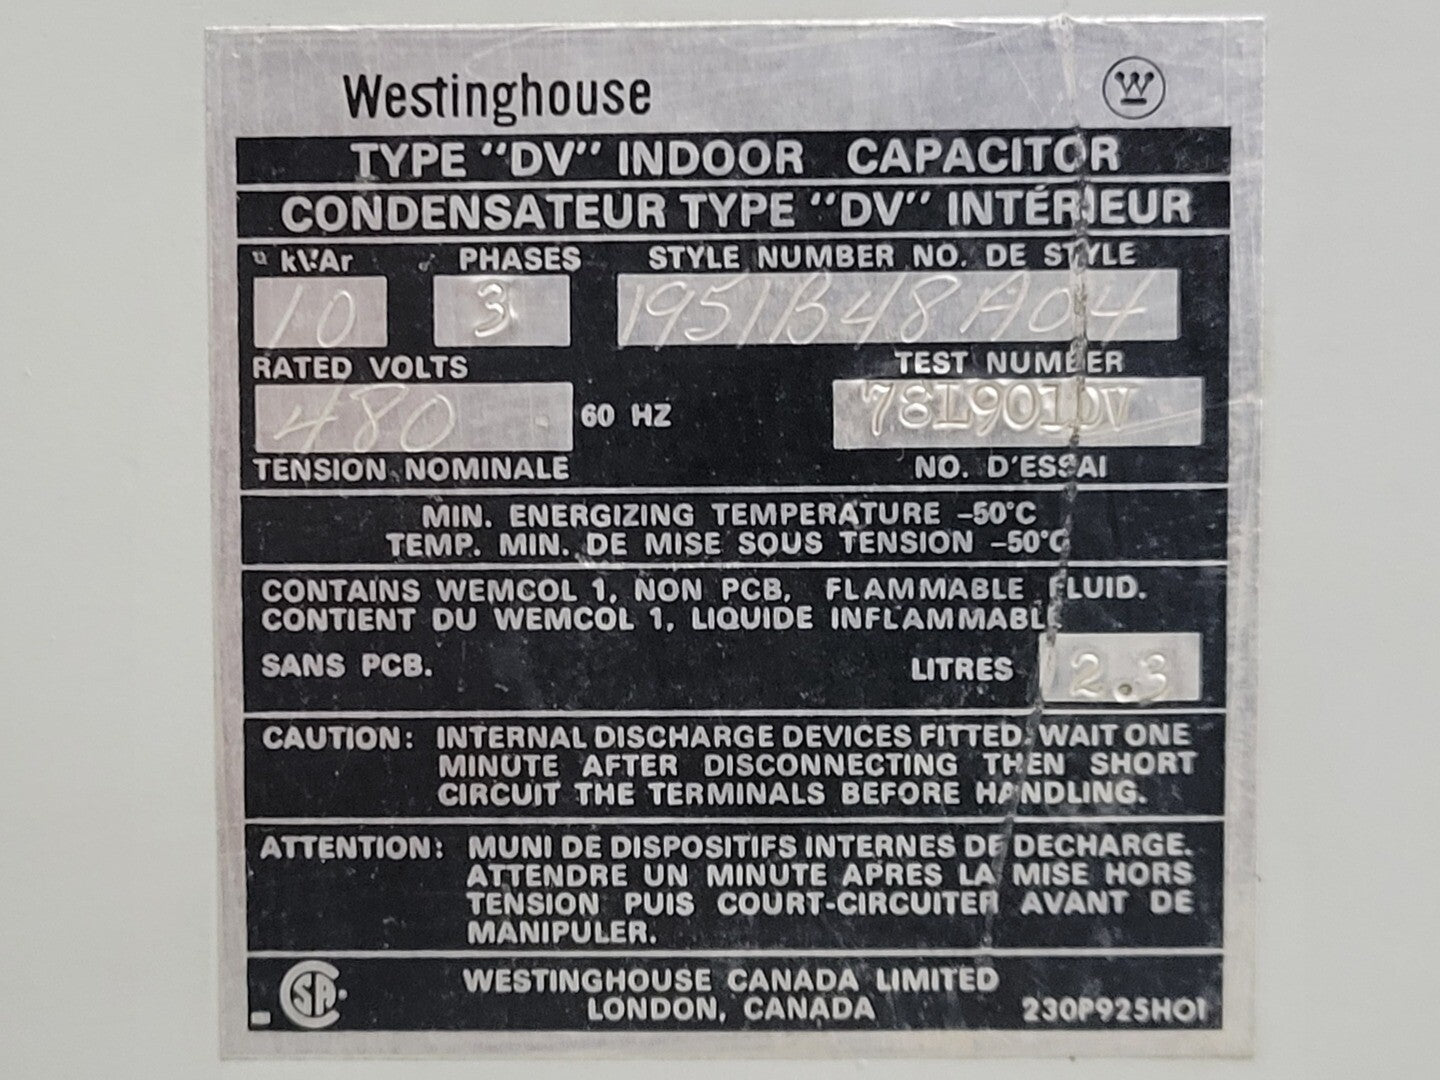 Westinghouse W
TYPE "DV" INDOOR CAPACITOR
CONDENSATEUR TYPE "DV" INTÉRIEUR
kVAr PHASES STYLE NUMBER NO. DE STYLE
10 3 1951B48A04
RATED VOLTS TEST NUMBER
480 60 HZ 78L901DV
TENSION NOMINALE NO. D'ESSAI
MIN. ENERGIZING TEMPERATURE -50°C
TEMP. MIN. DE MISE SOUS TENSION -50°C
CONTAINS WEMCOL 1, NON PCB, FLAMMABLE FLUID.
CONTIENT DU WEMCOL 1, LIQUIDE INFLAMMABLE
SANS PCB. LITRES 2.3
CAUTION: INTERNAL DISCHARGE DEVICES FITTED. WAIT ONE
MINUTE AFTER DISCONNECTING THEN SHORT
CIRCUIT THE TERMINALS BEFORE HANDLING.
ATTENTION: MUNI DE DISPOSITIFS INTERNES DE DECHARGE.
ATTENDRE UN MINUTE APRES LA MISE HORS
TENSION PUIS COURT-CIRCUITER AVANT DE
MANIPULER.
SA WESTINGHOUSE CANADA LIMITED
LONDON, CANADA 230P925H01